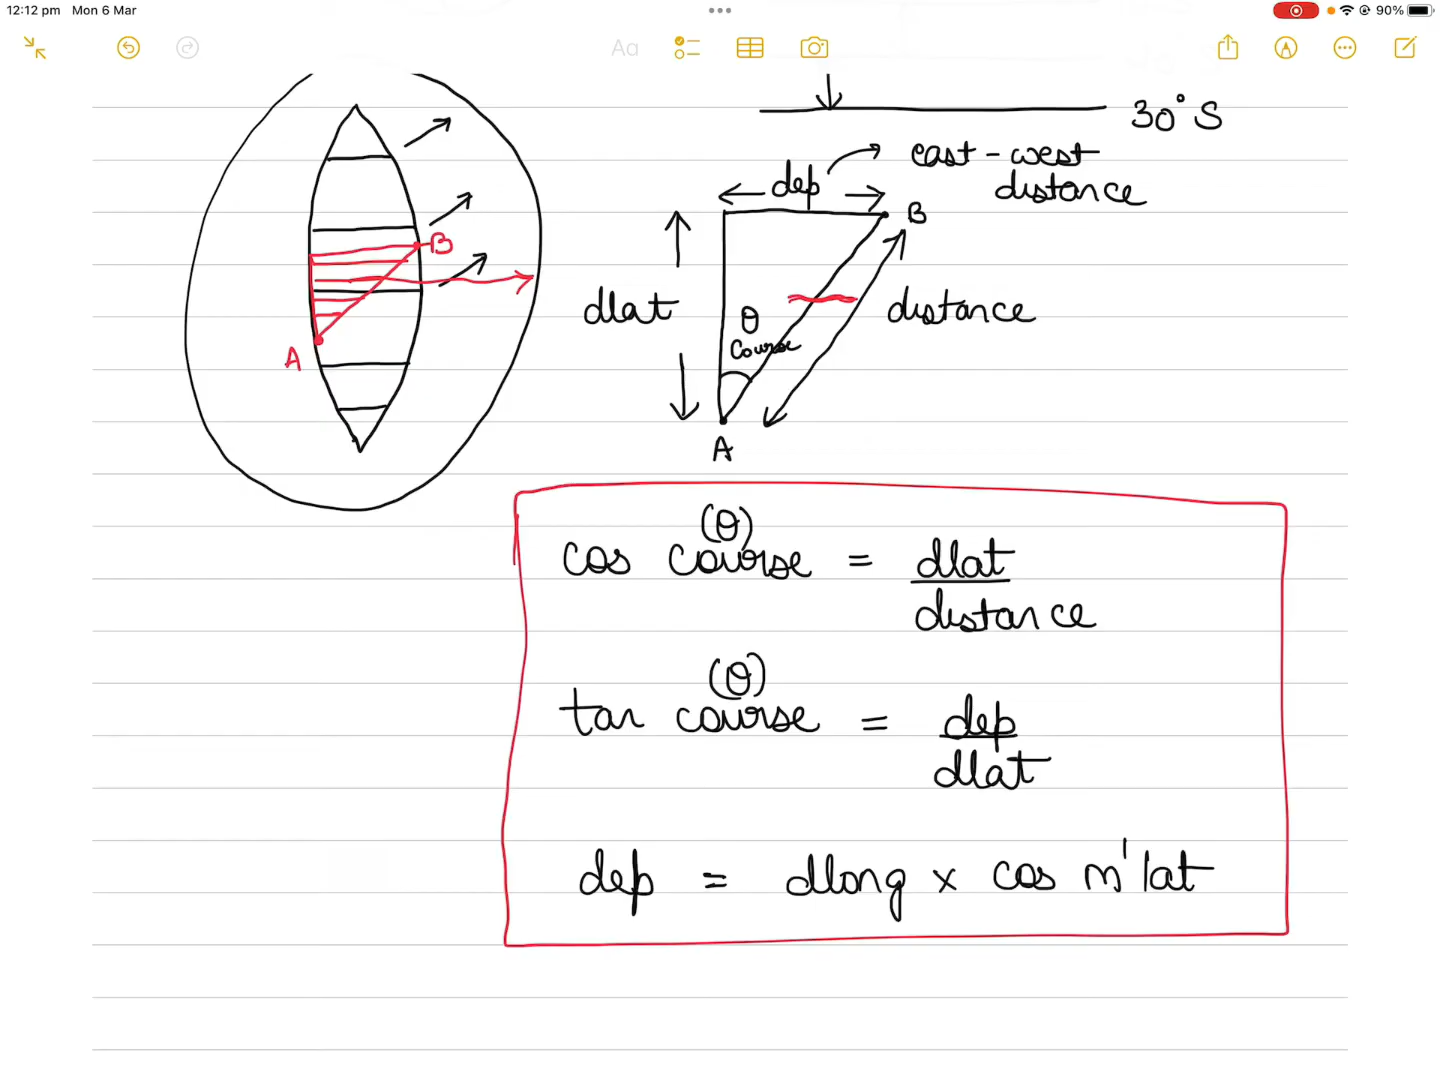 12:12 pm Mon 6 Mar
90%
Aa
30° S
dep
east - west
distance
B
B
dlat
θ
course
distance
A
A
(θ)
cos course = dlat
distance
(θ)
tan course = dep
dlat
dep = dlong x cos m'lat